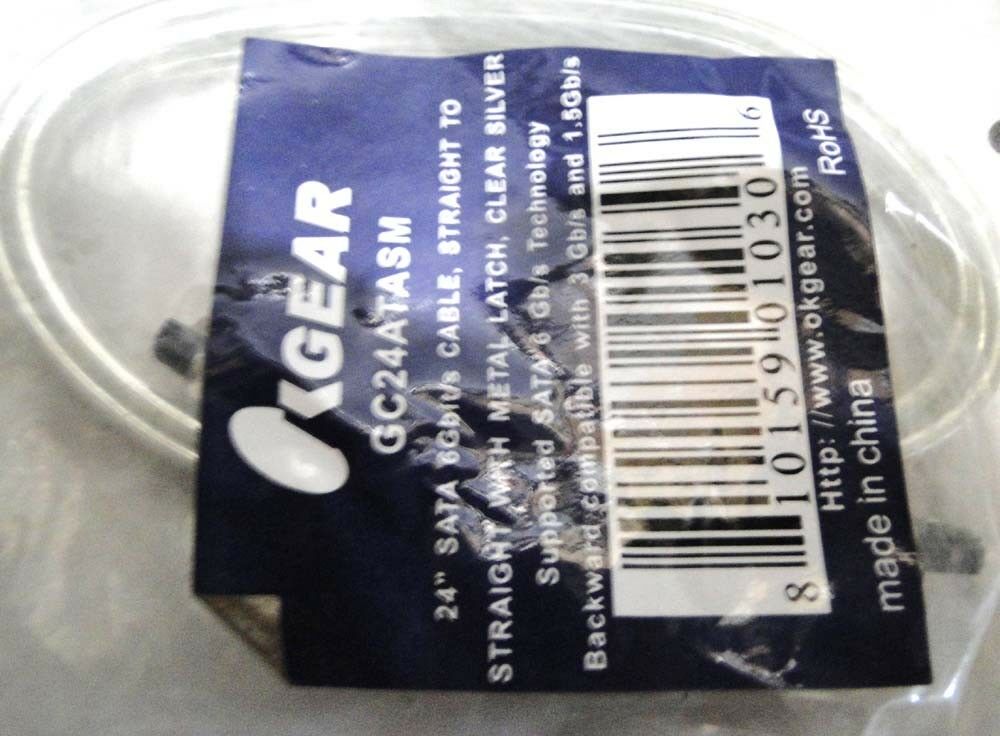 OKGEAR
GC24ATASM
24" SATA 6Gbit/s CABLE, STRAIGHT TO
STRAIGHT WITH METAL LATCH, CLEAR SILVER
Supported SATA 6 Gb/s Technology
Backward compatible with 3 Gb/s and 1.5Gb/s
8 10159 01030 6
Http: //www.okgear.com
RoHS
made in china